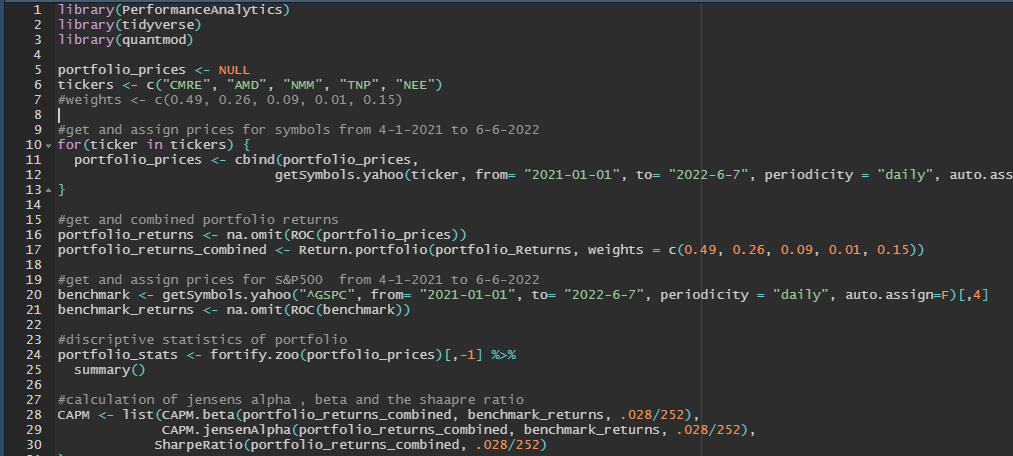 1 library(PerformanceAnalytics)
2 library(tidyverse)
3 library(quantmod)
4
5 portfolio_prices <- NULL
6 tickers <- c("CMRE", "AMD", "NMM", "TNP", "NEE")
7 #weights <- c(0.49, 0.26, 0.09, 0.01, 0.15)
8
9 #get and assign prices for symbols from 4-1-2021 to 6-6-2022
10 for(ticker in tickers) {
11 portfolio_prices <- cbind(portfolio_prices,
12 getSymbols.yahoo(ticker, from= "2021-01-01", to= "2022-6-7", periodicity = "daily", auto.ass
13 }
14
15 #get and combined portfolio returns
16 portfolio_returns <- na.omit(ROC(portfolio_prices))
17 portfolio_returns_combined <- Return.portfolio(portfolio_Returns, weights = c(0.49, 0.26, 0.09, 0.01, 0.15))
18
19 #get and assign prices for S&P500  from 4-1-2021 to 6-6-2022
20 benchmark <- getSymbols.yahoo("^GSPC", from= "2021-01-01", to= "2022-6-7", periodicity = "daily", auto.assign=F)[,4]
21 benchmark_returns <- na.omit(ROC(benchmark))
22
23 #discriptive statistics of portfolio
24 portfolio_stats <- fortify.zoo(portfolio_prices)[,-1] %>%
25 summary()
26
27 #calculation of jensens alpha , beta and the shaapre ratio
28 CAPM <- list(CAPM.beta(portfolio_returns_combined, benchmark_returns, .028/252),
29 CAPM.jensenAlpha(portfolio_returns_combined, benchmark_returns, .028/252),
30 SharpeRatio(portfolio_returns_combined, .028/252)